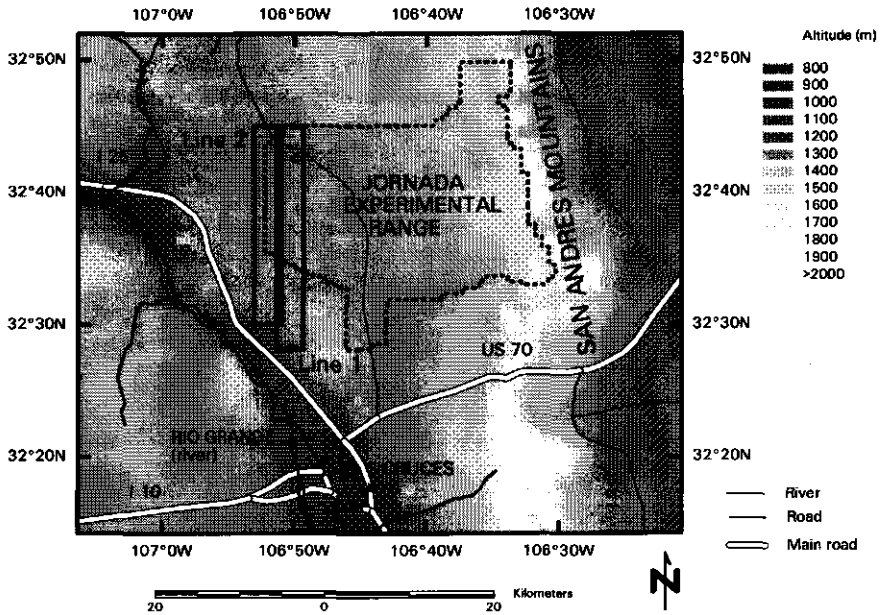 107°0W 106°50W 106°40W 106°30W
Altitude (m)
32°50N 32°50N
800
900
1000
1100
1200
1300
1400
1500
1600
1700
1800
1900
>2000
Line 2
I 25
32°40N 32°40N
JORNADA
EXPERIMENTAL
RANGE
SAN ANDRES MOUNTAINS
32°30N 32°30N
Line 1
US 70
RIO GRANDE
(river)
32°20N 32°20N
CRUCES
I 10
River
Road
Main road
107°0W 106°50W 106°40W 106°30W
Kilometers
20 0 20
N